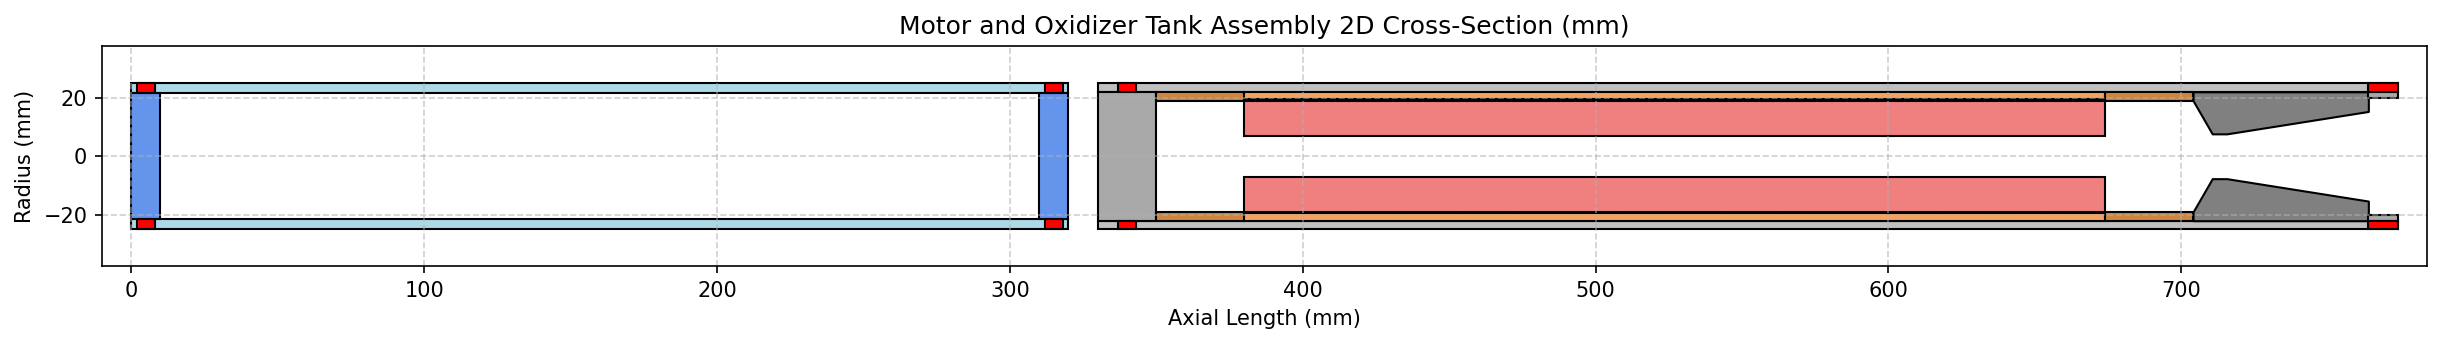 Motor and Oxidizer Tank Assembly 2D Cross-Section (mm)
Radius (mm)
20
0
−20
0 100 200 300 400 500 600 700
Axial Length (mm)